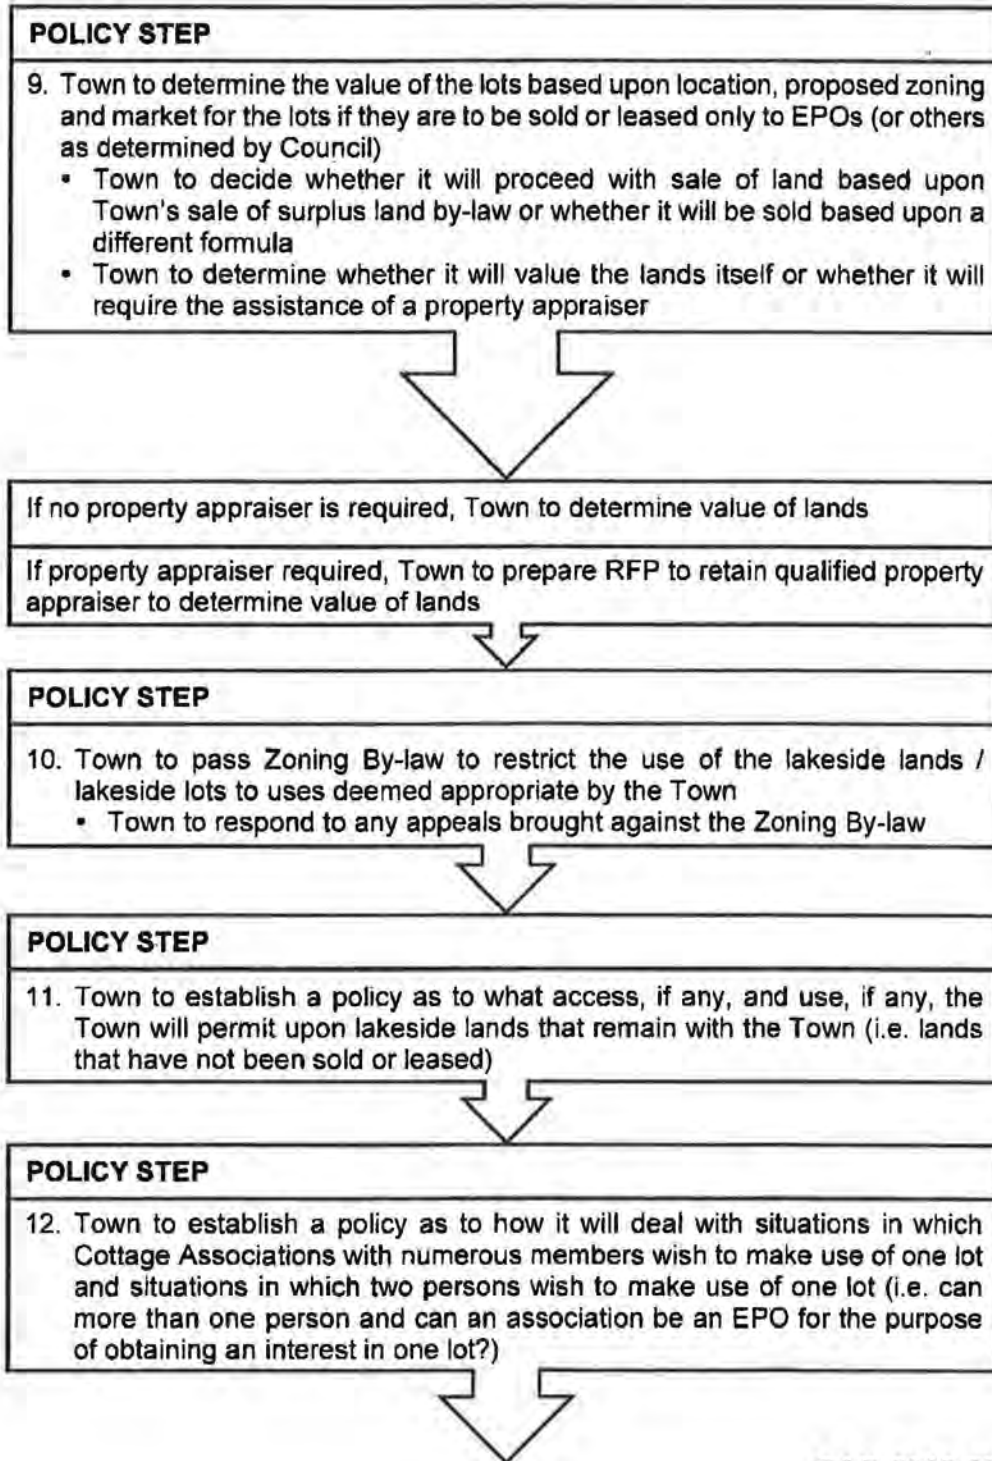 POLICY STEP
9. Town to determine the value of the lots based upon location, proposed zoning
and market for the lots if they are to be sold or leased only to EPOs (or others
as determined by Council)
• Town to decide whether it will proceed with sale of land based upon
Town's sale of surplus land by-law or whether it will be sold based upon a
different formula
• Town to determine whether it will value the lands itself or whether it will
require the assistance of a property appraiser
If no property appraiser is required, Town to determine value of lands
If property appraiser required, Town to prepare RFP to retain qualified property
appraiser to determine value of lands
POLICY STEP
10. Town to pass Zoning By-law to restrict the use of the lakeside lands /
lakeside lots to uses deemed appropriate by the Town
• Town to respond to any appeals brought against the Zoning By-law
POLICY STEP
11. Town to establish a policy as to what access, if any, and use, if any, the
Town will permit upon lakeside lands that remain with the Town (i.e. lands
that have not been sold or leased)
POLICY STEP
12. Town to establish a policy as to how it will deal with situations in which
Cottage Associations with numerous members wish to make use of one lot
and situations in which two persons wish to make use of one lot (i.e. can
more than one person and can an association be an EPO for the purpose
of obtaining an interest in one lot?)